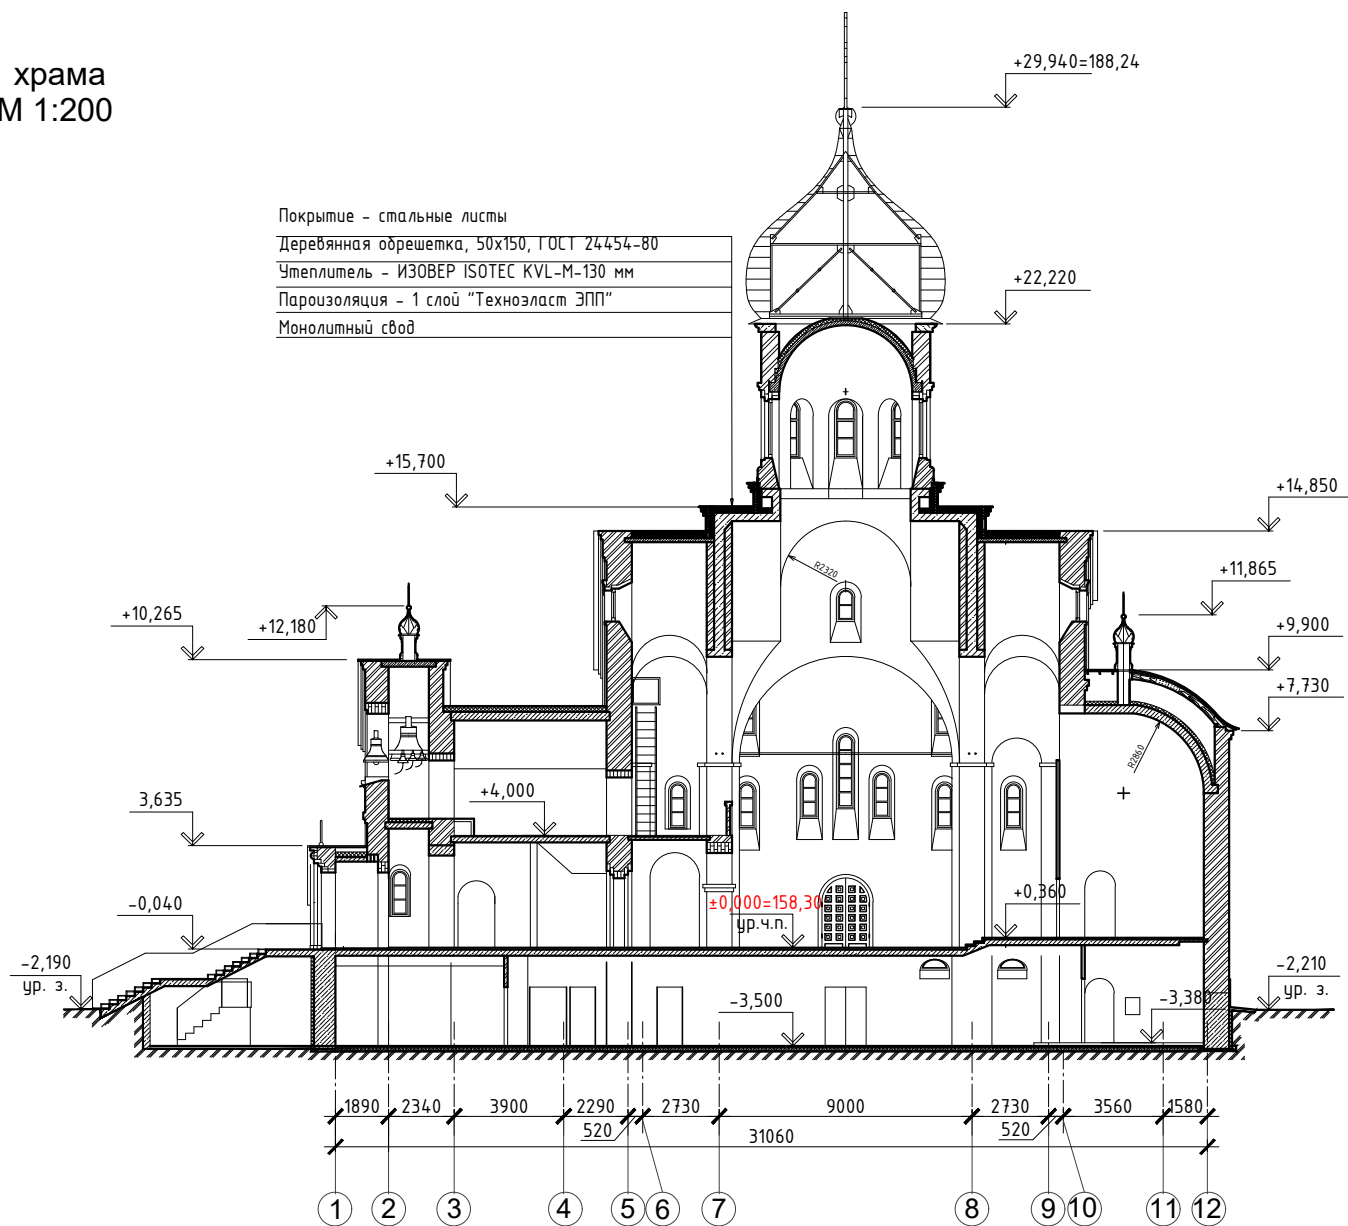 храма
М 1:200
+29,940=188,24
Покрытие - стальные листы
Деревянная обрешетка, 50х150, ГОСТ 24454-80
Утеплитель - ИЗОВЕР ISOTEC KVL-M-130 мм
Пароизоляция - 1 слой "Техноэласт ЭПП"
Монолитный свод
+22,220
+15,700
+14,850
R2320
+11,865
+10,265
+12,180
+9,900
+7,730
R2860
3,635
+4,000
-0,040
±0,000=158,30
ур.ч.п.
+0,360
-2,190
ур. з.
-3,500
-3,380
-2,210
ур. з.
1890 2340 3900 2290 2730 9000 2730 3560 1580
520 520
31060
1 2 3 4 5 6 7 8 9 10 11 12